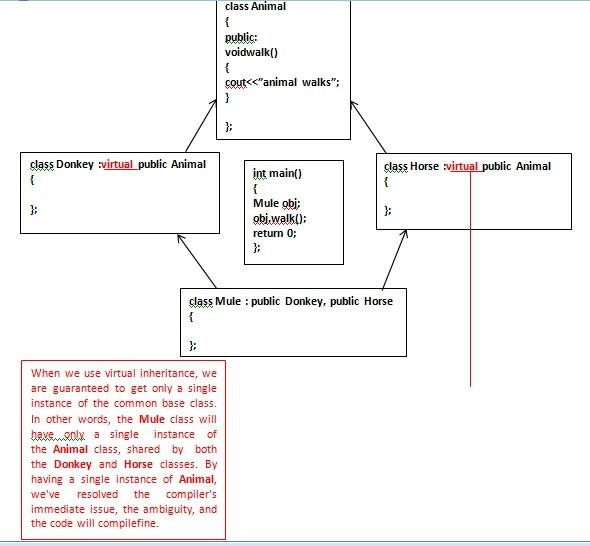 class Animal
{
public:
voidwalk()
{
cout<<"animal walks";
}
};
class Donkey :virtual public Animal
{
};
int main()
{
Mule obj;
obj.walk();
return 0;
};
class Horse :virtual public Animal
{
};
class Mule : public Donkey, public Horse
{
};
When we use virtual inheritance, we
are guaranteed to get only a single
instance of the common base class.
In other words, the Mule class will
have only a single instance of
the Animal class, shared by both
the Donkey and Horse classes. By
having a single instance of Animal,
we've resolved the compiler's
immediate issue, the ambiguity, and
the code will compilefine.